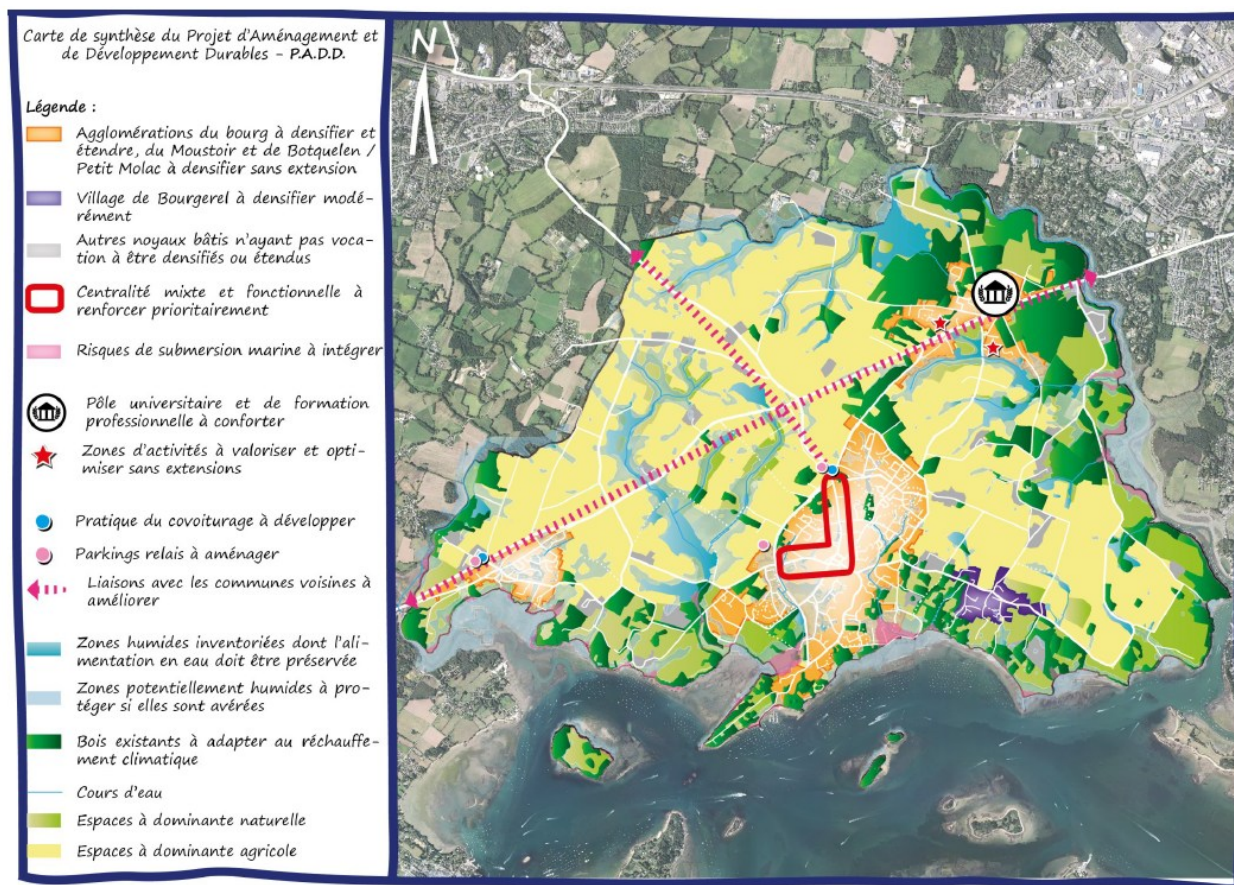 Carte de synthèse du Projet d'Aménagement et
de Développement Durables - P.A.D.D.
Légende :
Agglomérations du bourg à densifier et
étendre, du Moustoir et de Botquelen /
Petit Molac à densifier sans extension
Village de Bourgerel à densifier modé-
rément
Autres noyaux bâtis n'ayant pas voca-
tion à être densifiés ou étendus
Centralité mixte et fonctionnelle à
renforcer prioritairement
Risques de submersion marine à intégrer
Pôle universitaire et de formation
professionnelle à conforter
Zones d'activités à valoriser et opti-
miser sans extensions
Pratique du covoiturage à développer
Parkings relais à aménager
Liaisons avec les communes voisines à
améliorer
Zones humides inventoriées dont l'ali-
mentation en eau doit être préservée
Zones potentiellement humides à pro-
téger si elles sont avérées
Bois existants à adapter au réchauffe-
ment climatique
Cours d'eau
Espaces à dominante naturelle
Espaces à dominante agricole
N